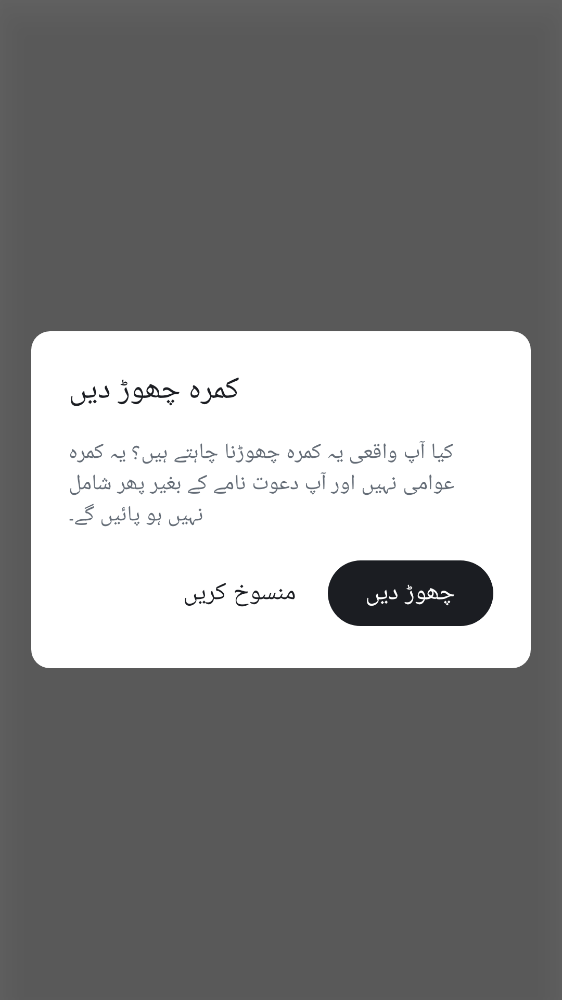 کمرہ چھوڑ دیں
کیا آپ واقعی یہ کمرہ چھوڑنا چاہتے ہیں؟ یہ کمرہ
عوامی نہیں اور آپ دعوت نامے کے بغیر پھر شامل
نہیں ہو پائیں گے۔
چھوڑ دیں
منسوخ کریں